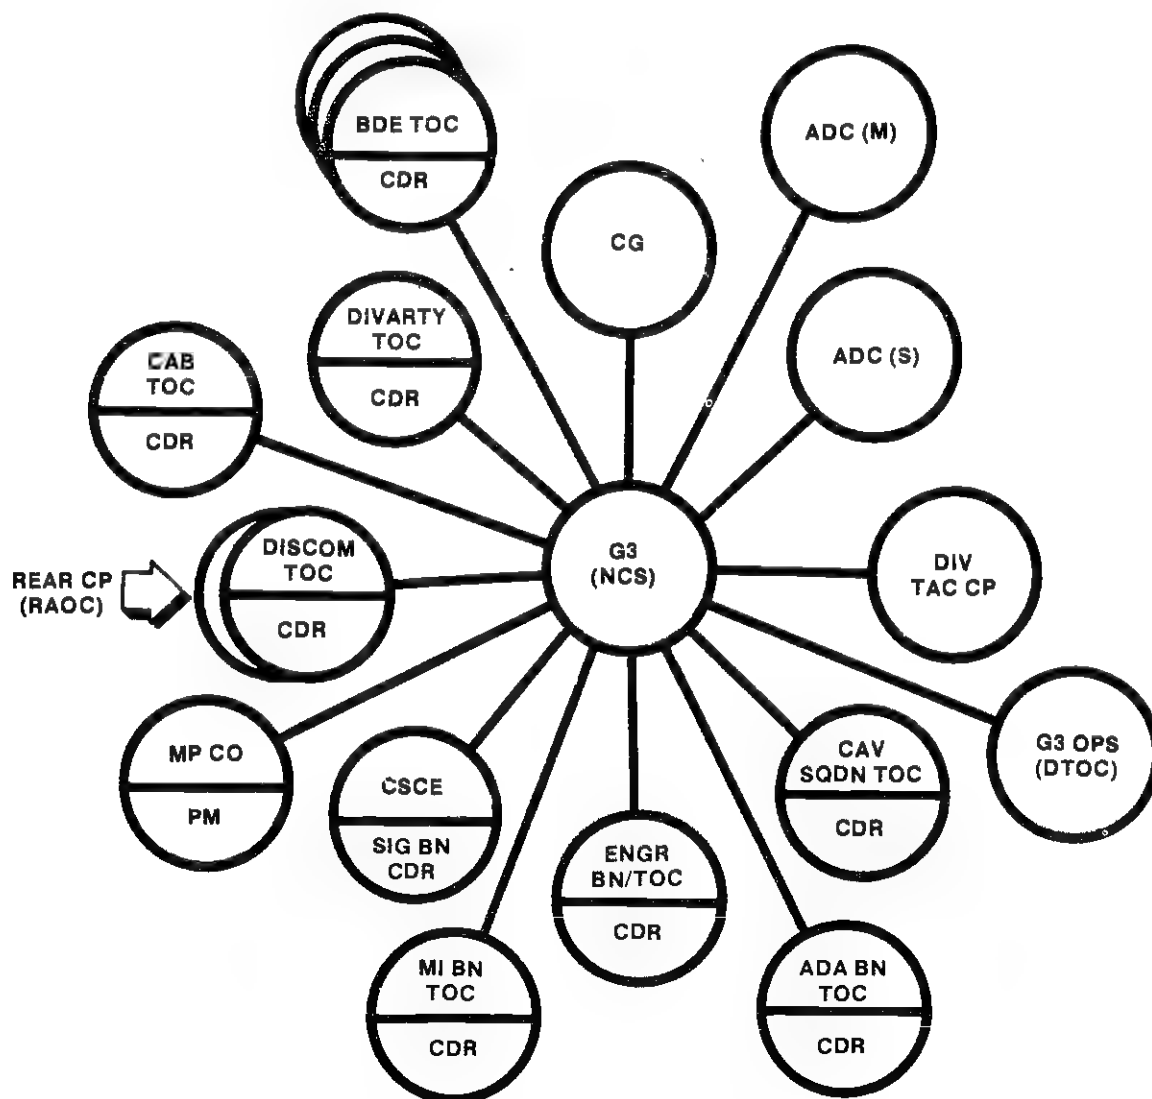 BDE TOC
CDR
ADC (M)
CG
DIVARTY
TOC
CDR
ADC (S)
CAB
TOC
CDR
G3
(NCS)
DISCOM
TOC
CDR
REAR CP
(RAOC)
DIV
TAC CP
MP CO
PM
CSCE
SIG BN
CDR
CAV
SQDN TOC
CDR
G3 OPS
(DTOC)
ENGR
BN/TOC
CDR
MI BN
TOC
CDR
ADA BN
TOC
CDR